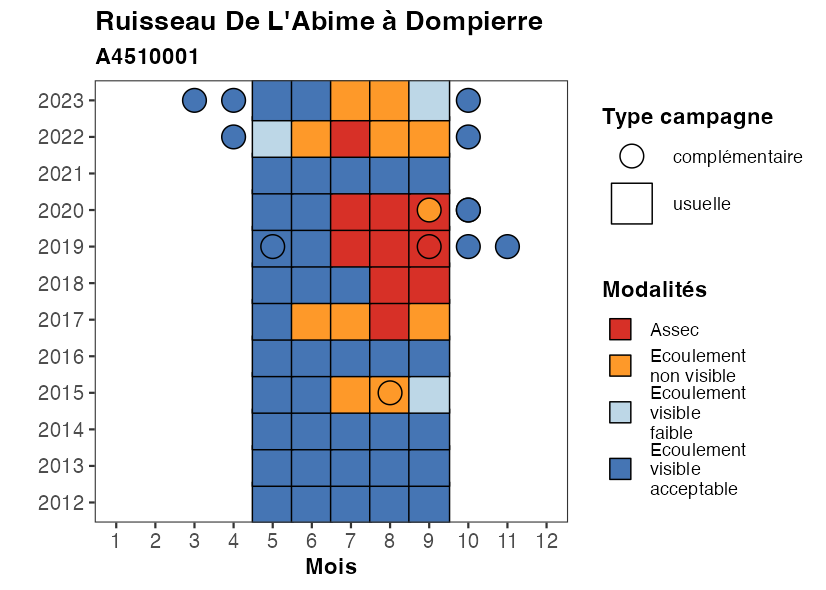 Ruisseau De L'Abime à Dompierre
A4510001
2023
2022
2021
2020
2019
2018
2017
2016
2015
2014
2013
2012
1 2 3 4 5 6 7 8 9 10 11 12
Mois
Type campagne
complémentaire
usuelle
Modalités
Assec
Ecoulement
non visible
Ecoulement
visible
faible
Ecoulement
visible
acceptable